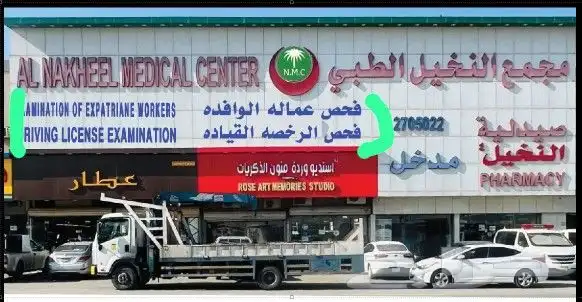 AL NAKHEEL MEDICAL CENTER
N.M.C
مجمع النخيل الطبي
AMINATION OF EXPATRIANE WORKERS
فحص عماله الوافده
RIVING LICENSE EXAMINATION
فحص الرخصه القياده
2705822
صيدلية
النخيل
PHARMACY
مدخل
عطار
استديو وردة فنون الذكريات
ROSE ART MEMORIES STUDIO